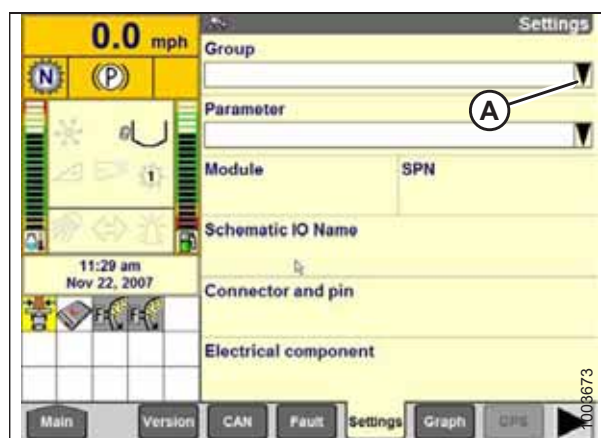 0.0 mph
N
(P)
1
11:29 am
Nov 22, 2007
F
F
Settings
Group
A
Parameter
Module SPN
Schematic IO Name
Connector and pin
Electrical component
Main Version CAN Fault Settings Graph GPS
1003673